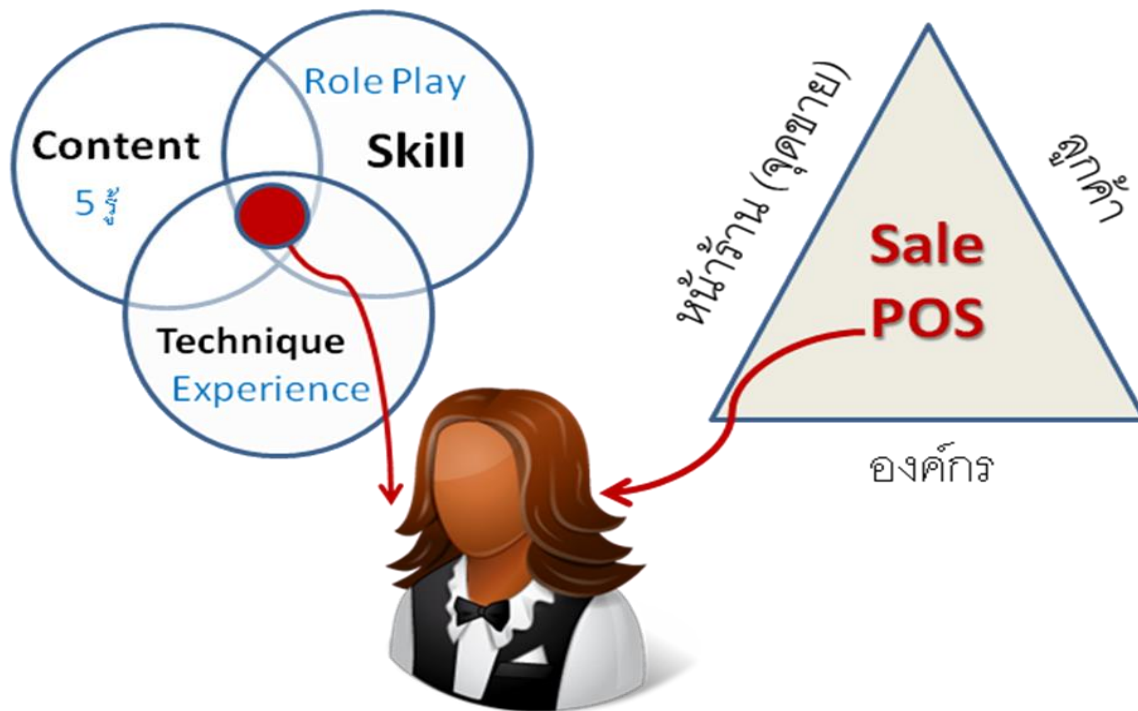 Content
5 รู้
Role Play
Skill
Technique
Experience
หน้าร้าน (จุดขาย)
ลูกค้า
Sale
POS
องค์กร